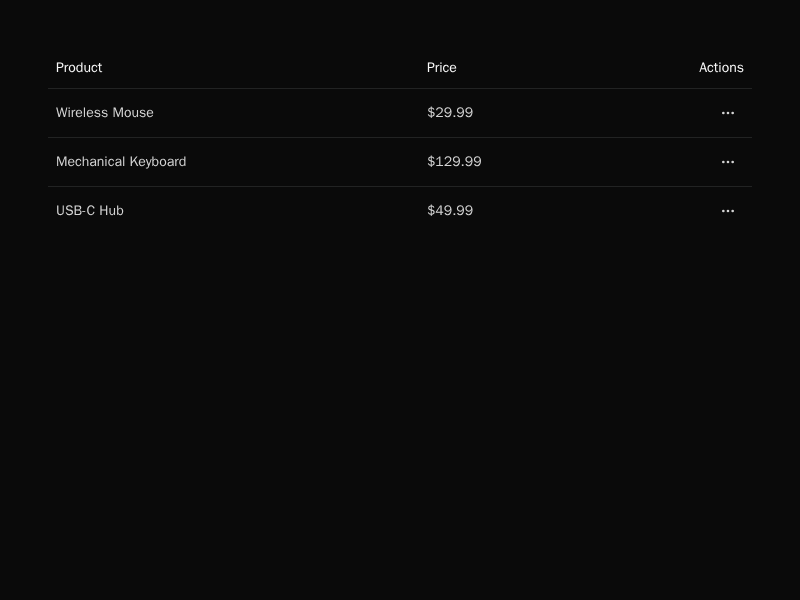 Product Price Actions
Wireless Mouse $29.99 ···
Mechanical Keyboard $129.99 ···
USB-C Hub $49.99 ···